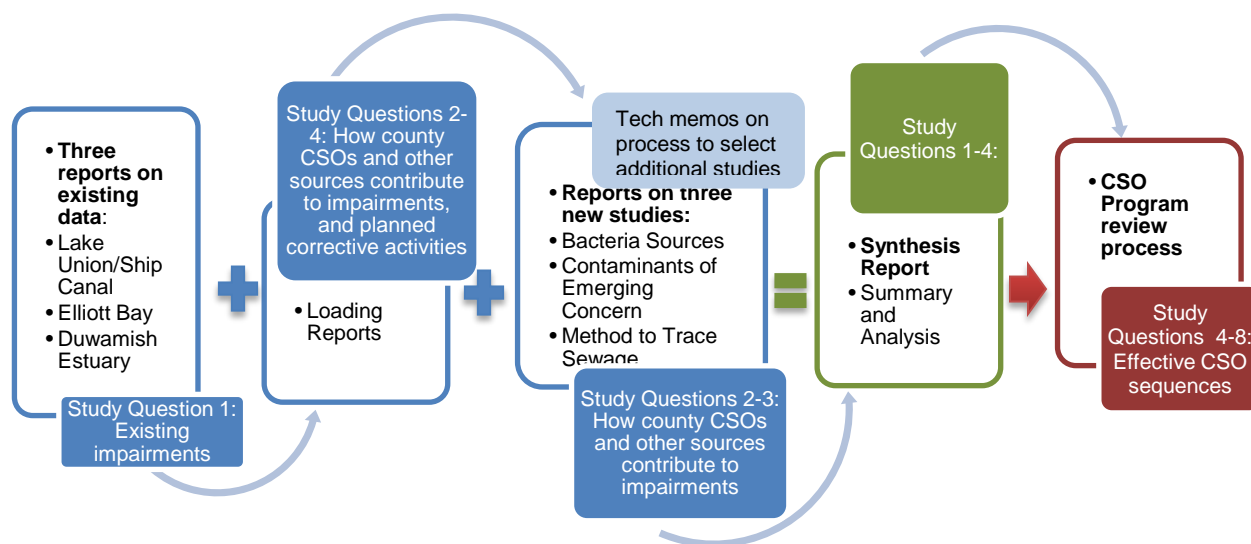 • Three
reports on
existing
data:
• Lake
Union/Ship
Canal
• Elliott Bay
• Duwamish
Estuary
Study Question 1:
Existing
impairments
Study Questions 2-
4: How county
CSOs and other
sources contribute
to impairments,
and planned
corrective activities
• Loading
Reports
Tech memos on
process to select
additional studies
• Reports on three
new studies:
• Bacteria Sources
• Contaminants of
Emerging
Concern
• Method to Trace
Sewage
Study Questions 2-3:
How county CSOs
and other sources
contribute to
impairments
Study
Questions 1-4:
• Synthesis
Report
• Summary
and
Analysis
• CSO
Program
review
process
Study
Questions 4-8:
Effective CSO
sequences